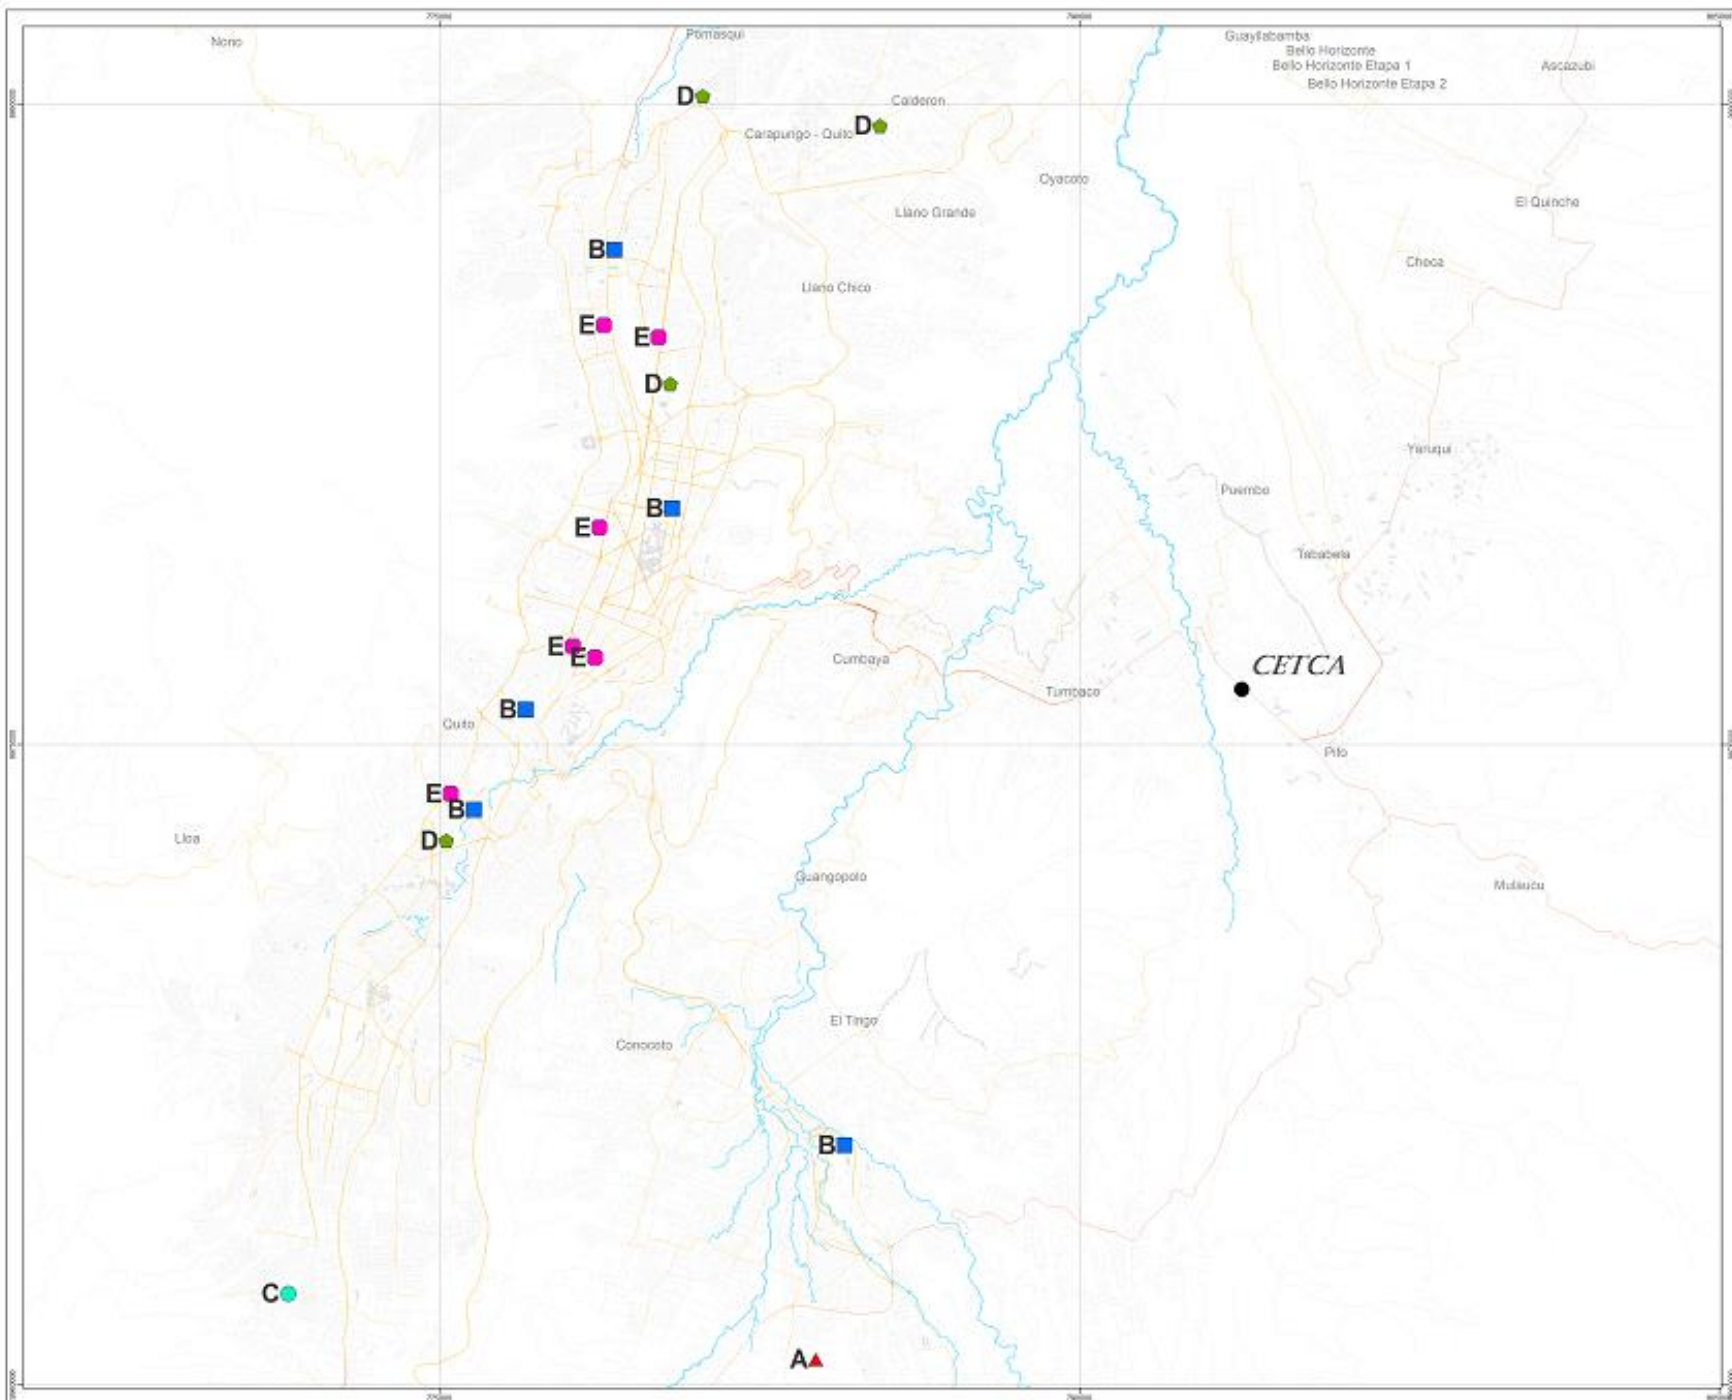 Nono
Pomasqui
Guayllabamba
Bello Horizonte
Bello Horizonte Etapa 1
Bello Horizonte Etapa 2
Ascazubi
D
Calderon
D
Carapungo - Quito
Oyacoto
El Quinche
Llano Grande
B
Checa
Llano Chico
E
E
D
Yaruqui
Puembo
B
E
Tababela
E
E
Cumbaya
CETCA
Tumbaco
B
Quito
Pifo
E
B
D
Lloa
Guangopolo
Mulaucu
El Tingo
Conocoto
B
C
A